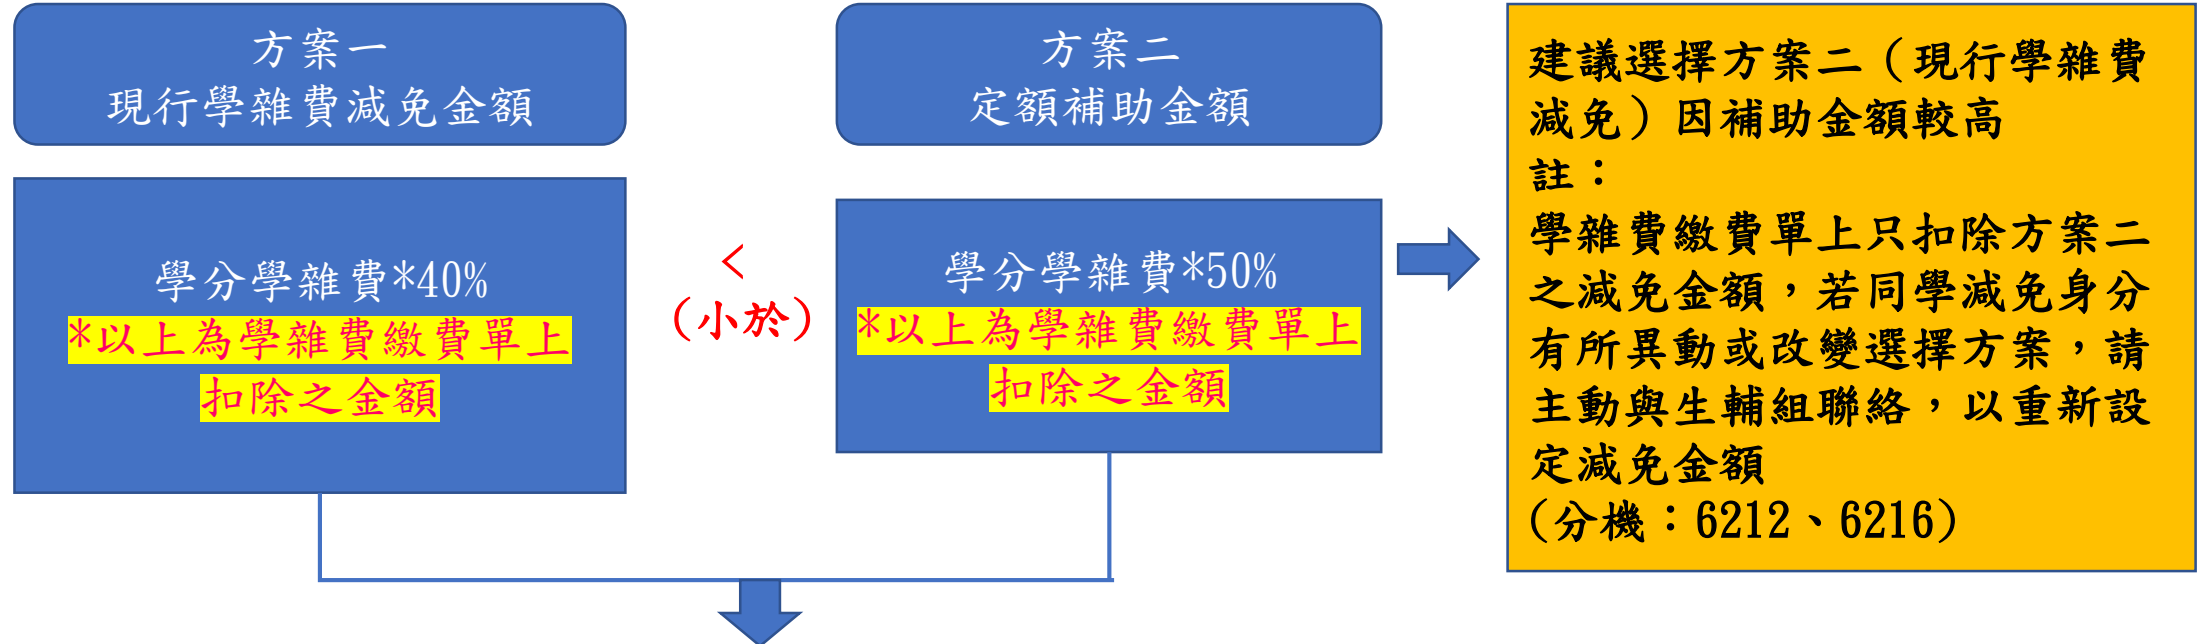 方案一
現行學雜費減免金額
學分學雜費*40%
*以上為學雜費繳費單上
扣除之金額
<
(小於)
方案二
定額補助金額
學分學雜費*50%
*以上為學雜費繳費單上
扣除之金額
建議選擇方案二（現行學雜費
減免）因補助金額較高
註：
學雜費繳費單上只扣除方案二
之減免金額，若同學減免身分
有所異動或改變選擇方案，請
主動與生輔組聯絡，以重新設
定減免金額
(分機：6212、6216)